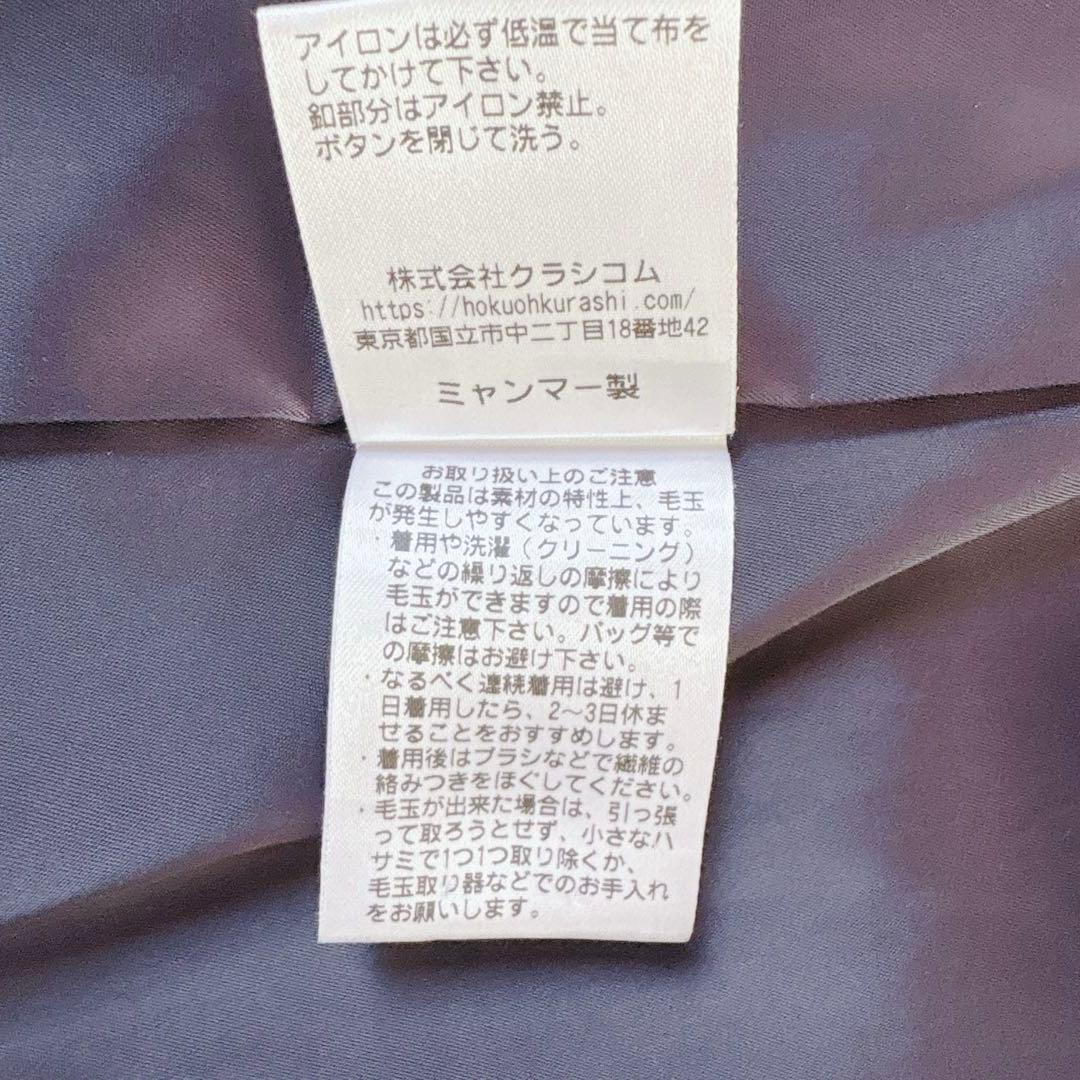 アイロンは必ず低温で当て布を
してかけて下さい。
釦部分はアイロン禁止。
ボタンを閉じて洗う。
株式会社クラシコム
https://hokuohkurashi.com/
東京都国立市中二丁目18番地42
ミャンマー製
お取り扱い上のご注意
この製品は素材の特性上、毛玉
が発生しやすくなっています。
・着用や洗濯（クリーニング）
などの繰り返しの摩擦により
毛玉ができますので着用の際
はご注意下さい。バッグ等で
の摩擦はお避け下さい。
・なるべく連続着用は避け、1
日着用したら、2～3日休ま
せることをおすすめします。
・着用後はブラシなどで繊維の
絡みつきをほぐしてください。
・毛玉が出来た場合は、引っ張
って取ろうとせず、小さなハ
サミで1つ1つ取り除くか、
毛玉取り器などでのお手入れ
をお願いします。